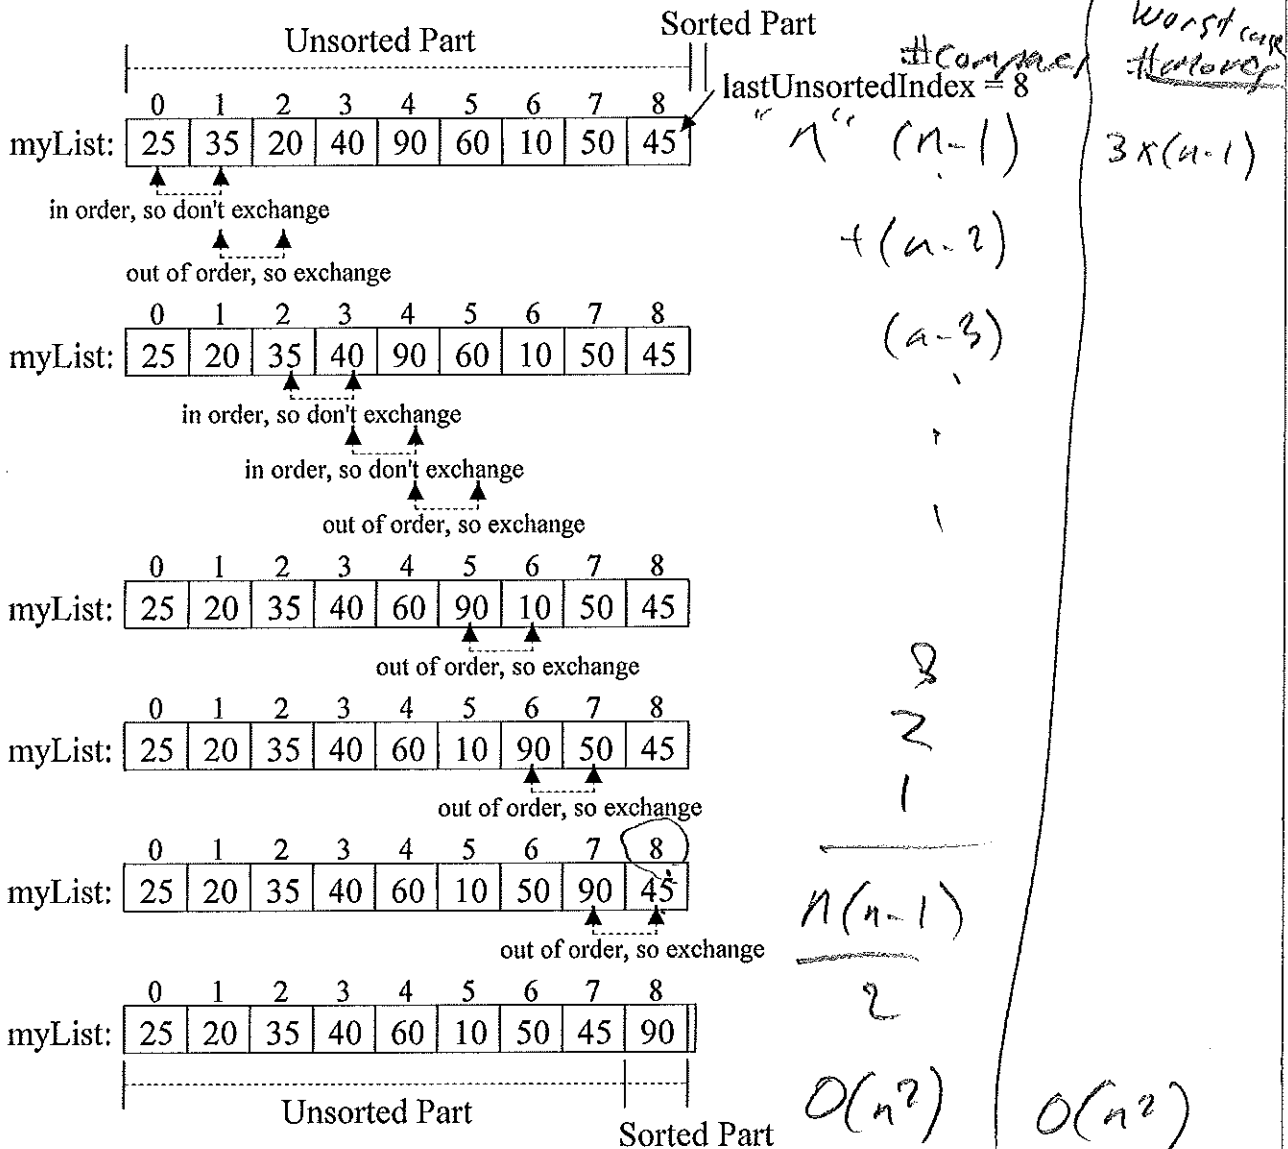 Unsorted Part
Sorted Part
#Compares
Worst case
#moves
lastUnsortedIndex = 8
0 1 2 3 4 5 6 7 8
myList: 25 35 20 40 90 60 10 50 45
"n" (n-1)
3x(n-1)
in order, so don't exchange
+(n-2)
out of order, so exchange
0 1 2 3 4 5 6 7 8
(n-3)
myList: 25 20 35 40 90 60 10 50 45
in order, so don't exchange
in order, so don't exchange
out of order, so exchange
0 1 2 3 4 5 6 7 8
myList: 25 20 35 40 60 90 10 50 45
out of order, so exchange
3
0 1 2 3 4 5 6 7 8
2
myList: 25 20 35 40 60 10 90 50 45
out of order, so exchange
1
0 1 2 3 4 5 6 7 8
myList: 25 20 35 40 60 10 50 90 45
n(n-1)
out of order, so exchange
2
0 1 2 3 4 5 6 7 8
myList: 25 20 35 40 60 10 50 45 90
Unsorted Part
O(n²)
O(n²)
Sorted Part